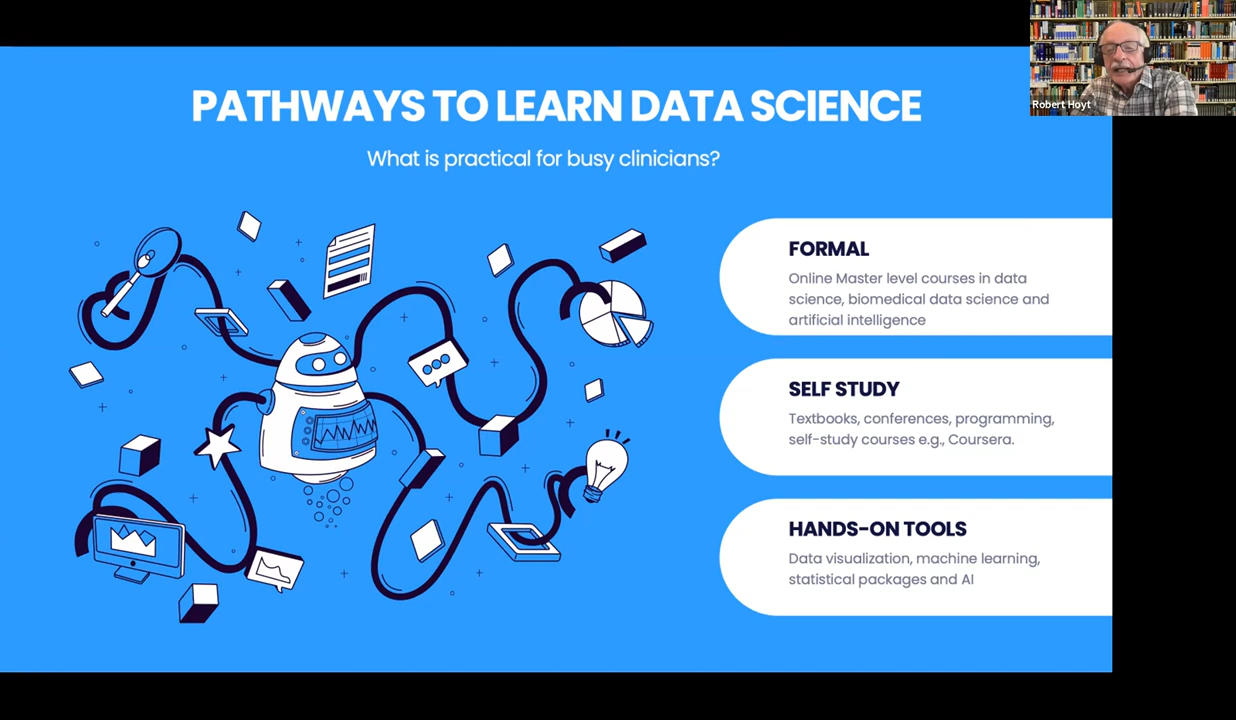 PATHWAYS TO LEARN DATA SCIENCE
What is practical for busy clinicians?
Robert Hoyt
FORMAL
Online Master level courses in data
science, biomedical data science and
artificial intelligence
SELF STUDY
Textbooks, conferences, programming,
self-study courses e.g., Coursera.
HANDS-ON TOOLS
Data visualization, machine learning,
statistical packages and AI